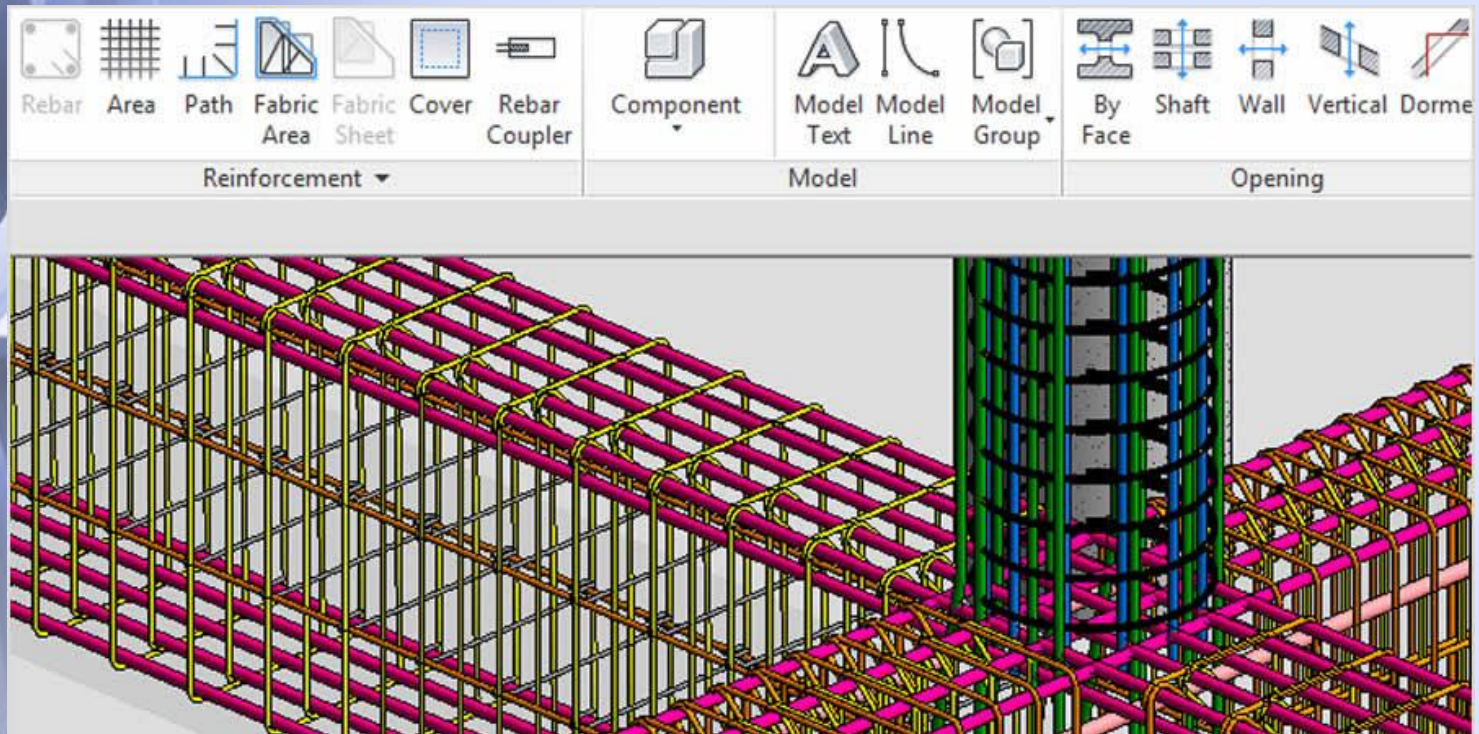 Rebar Area Path Fabric Fabric Cover Rebar Component Model Model Model By Shaft Wall Vertical Dorme
Area Sheet Coupler Text Line Group Face
Reinforcement Model Opening